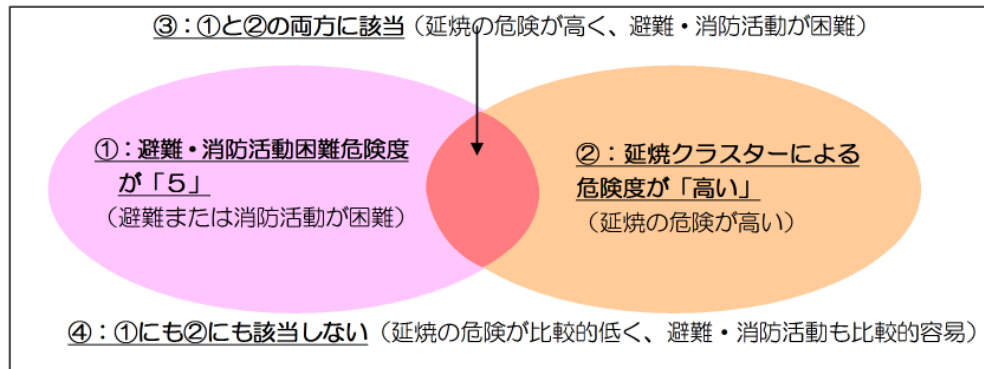 ③：①と②の両方に該当（延焼の危険が高く、避難・消防活動が困難）
①：避難・消防活動困難危険度
が「５」
（避難または消防活動が困難）
②：延焼クラスターによる
危険度が「高い」
（延焼の危険が高い）
④：①にも②にも該当しない（延焼の危険が比較的低く、避難・消防活動も比較的容易）